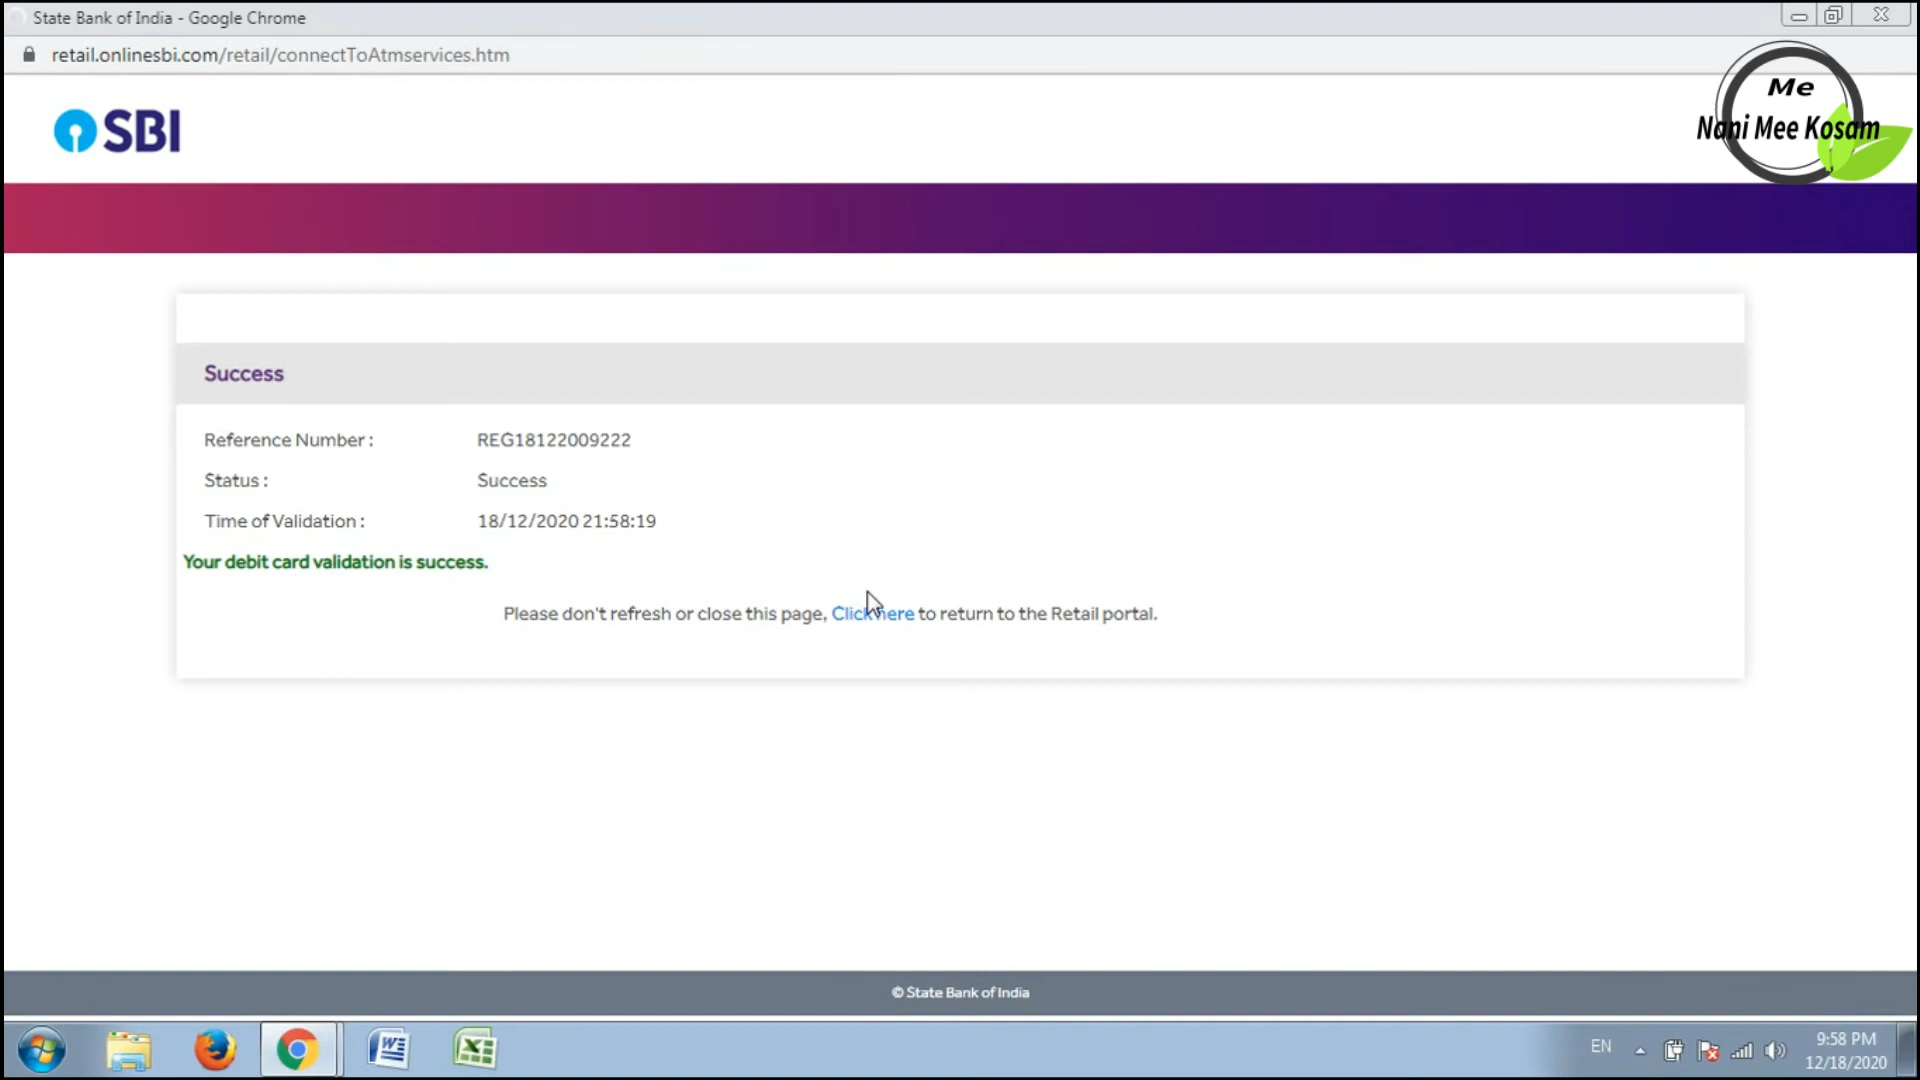 State Bank of India - Google Chrome
retail.onlinesbi.com/retail/connectToAtmservices.htm
Me
Nani Mee Kosam
SBI
Success
Reference Number : REG18122009222
Status : Success
Time of Validation : 18/12/2020 21:58:19
Your debit card validation is success.
Please don't refresh or close this page, Click here to return to the Retail portal.
© State Bank of India
EN
9:58 PM
12/18/2020